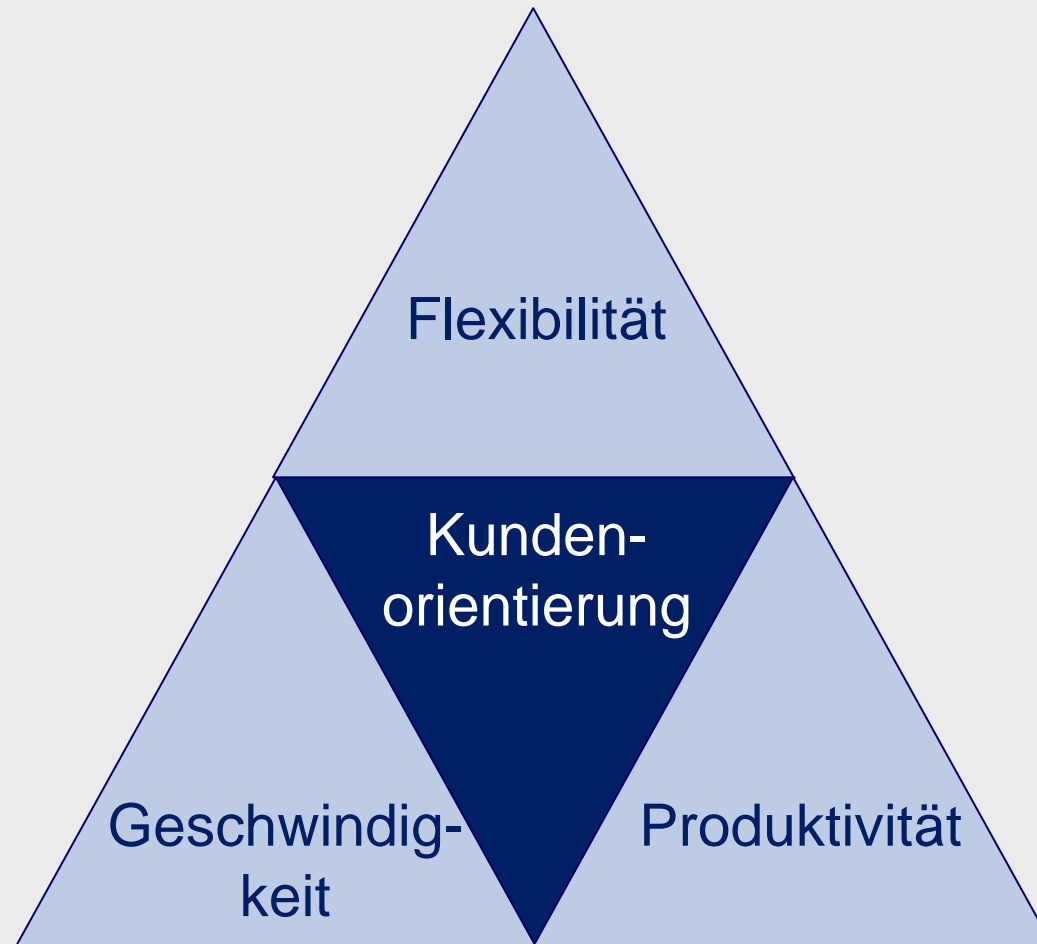 Flexibilität
Kunden-
orientierung
Geschwindig-
keit
Produktivität